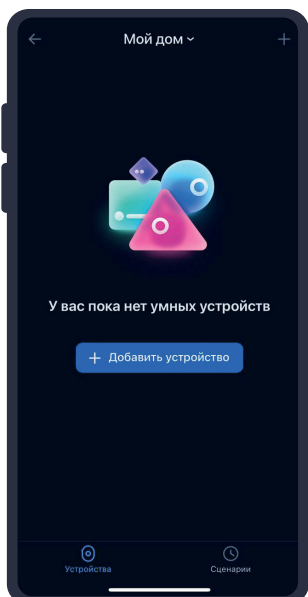 Мой дом
У вас пока нет умных устройств
Добавить устройство
Устройства
Сценарии